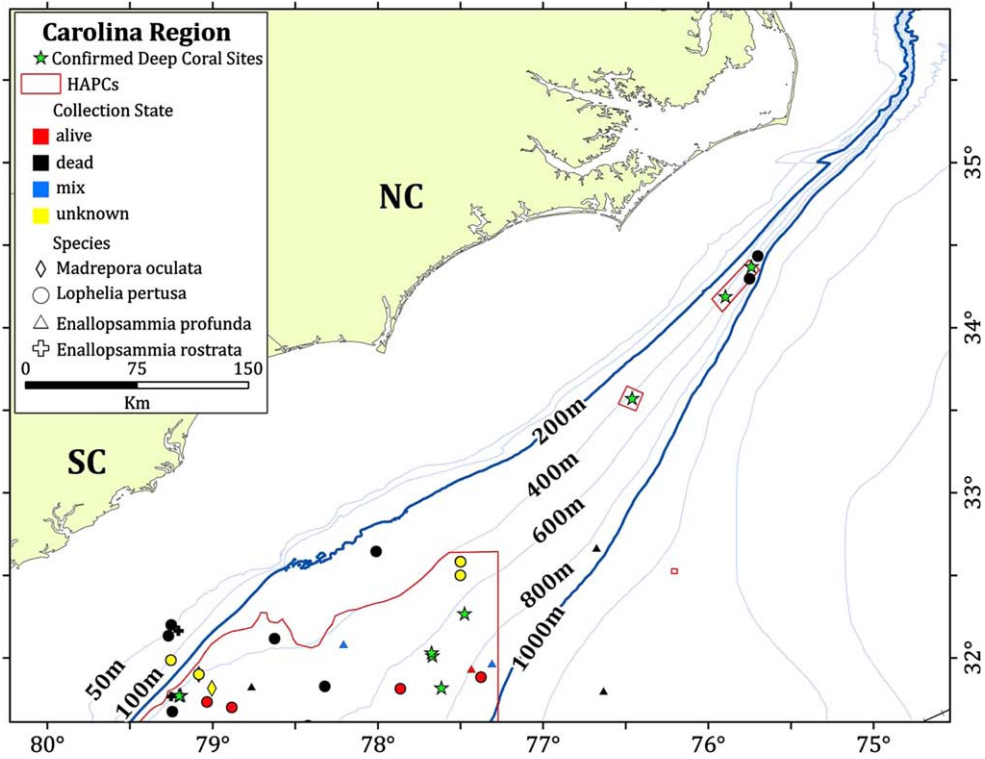 Carolina Region
Confirmed Deep Coral Sites
HAPCs
Collection State
alive
dead
mix
unknown
Species
Madrepora oculata
Lophelia pertusa
Enallopsammia profunda
Enallopsammia rostrata
0 75 150
Km
NC
SC
200m
400m
600m
800m
1000m
50m
100m
35°
34°
33°
32°
80° 79° 78° 77° 76° 75°